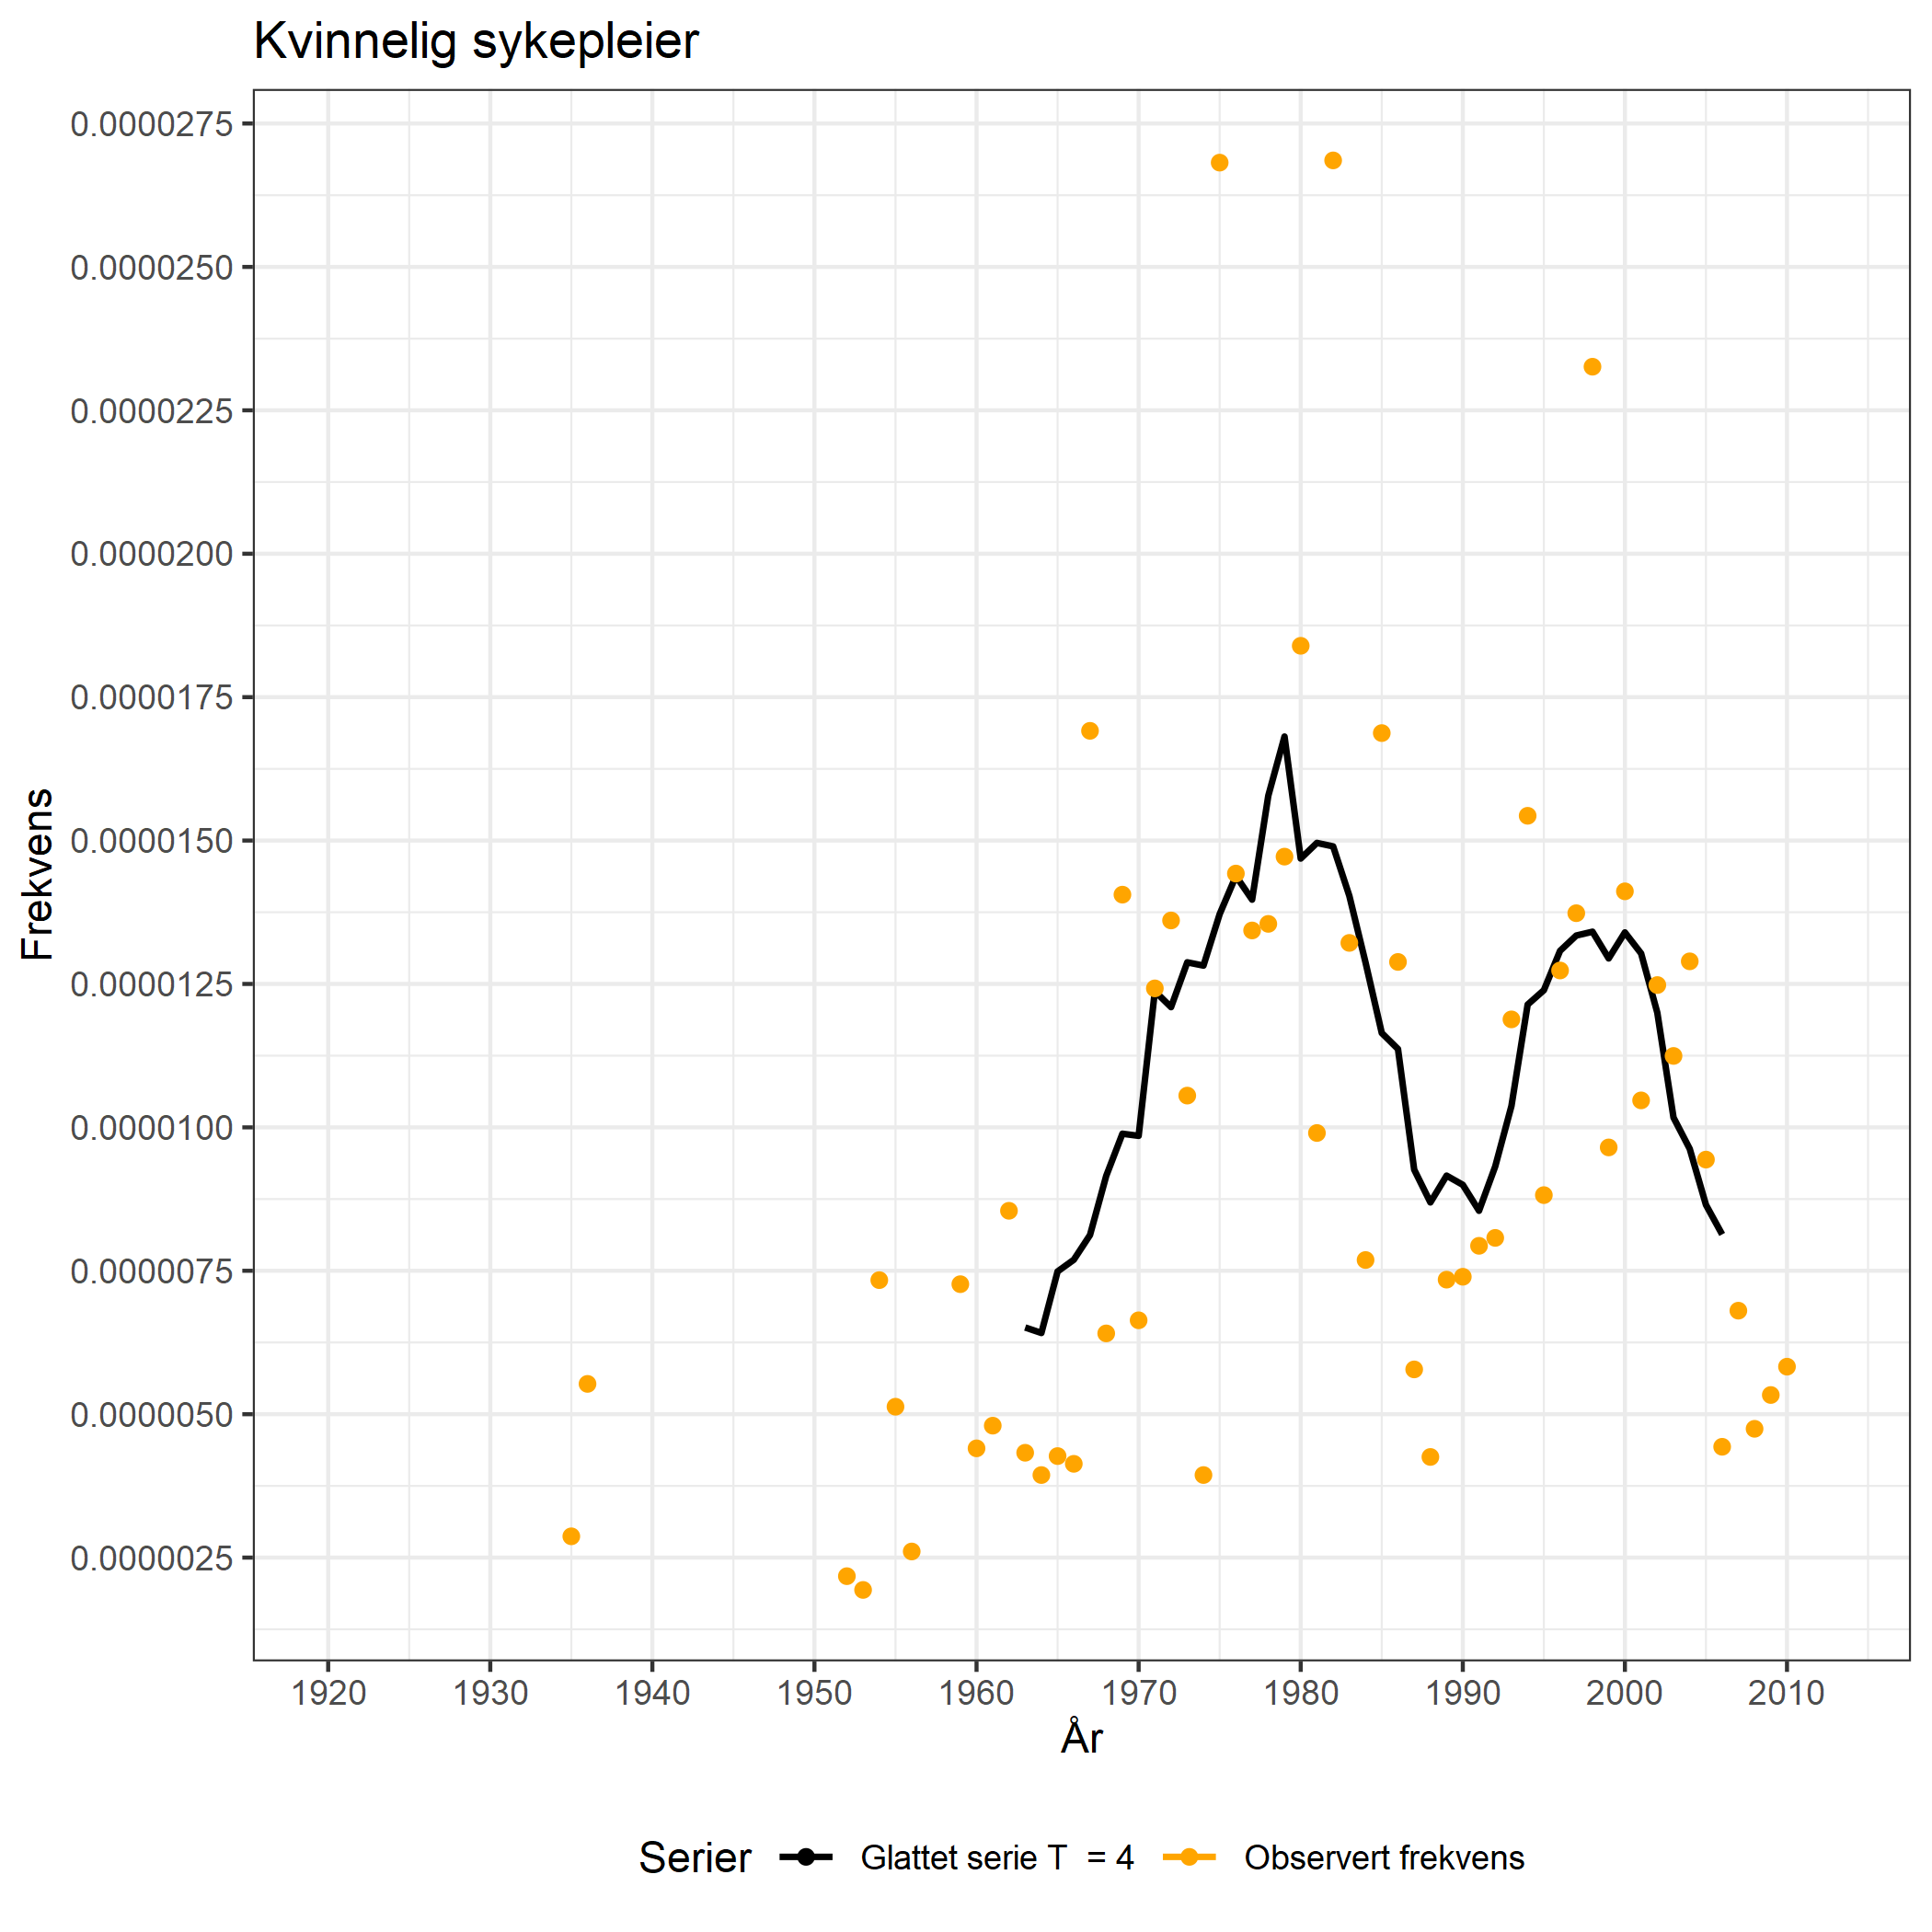 Kvinnelig sykepleier
0.0000275
0.0000250
0.0000225
0.0000200
0.0000175
0.0000150
0.0000125
0.0000100
0.0000075
0.0000050
0.0000025
Frekvens
1920 1930 1940 1950 1960 1970 1980 1990 2000 2010
År
Serier Glattet serie T = 4 Observert frekvens